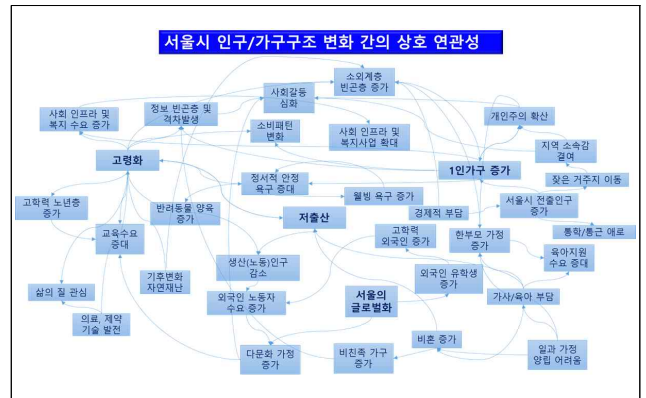 서울시 인구/가구구조 변화 간의 상호 연관성
소외계층
빈곤층 증가
사회갈등
심화
사회 인프라 및
복지 수요 증가
정보 빈곤층 및
격차발생
개인주의 확산
소비패턴
변화
사회 인프라 및
복지사업 확대
지역 소속감
결여
고령화
1인가구 증가
정서적 안정
욕구 증대
잦은 거주지 이동
웰빙 욕구 증가
고학력 노년층
증가
반려동물 양육
증가
저출산
경제적 부담
서울시 전출인구
증가
교육수요
증대
고학력
외국인 증가
한부모 가정
증가
통학/통근 애로
육아지원
수요 증대
생산(노동)인구
감소
기후변화
자연재난
외국인 유학생
증가
삶의 질 관심
외국인 노동자
수요 증가
서울의
글로벌화
가사/육아 부담
의료, 제약
기술 발전
비혼 증가
다문화 가정
증가
비친족 가구
증가
일과 가정
양립 어려움